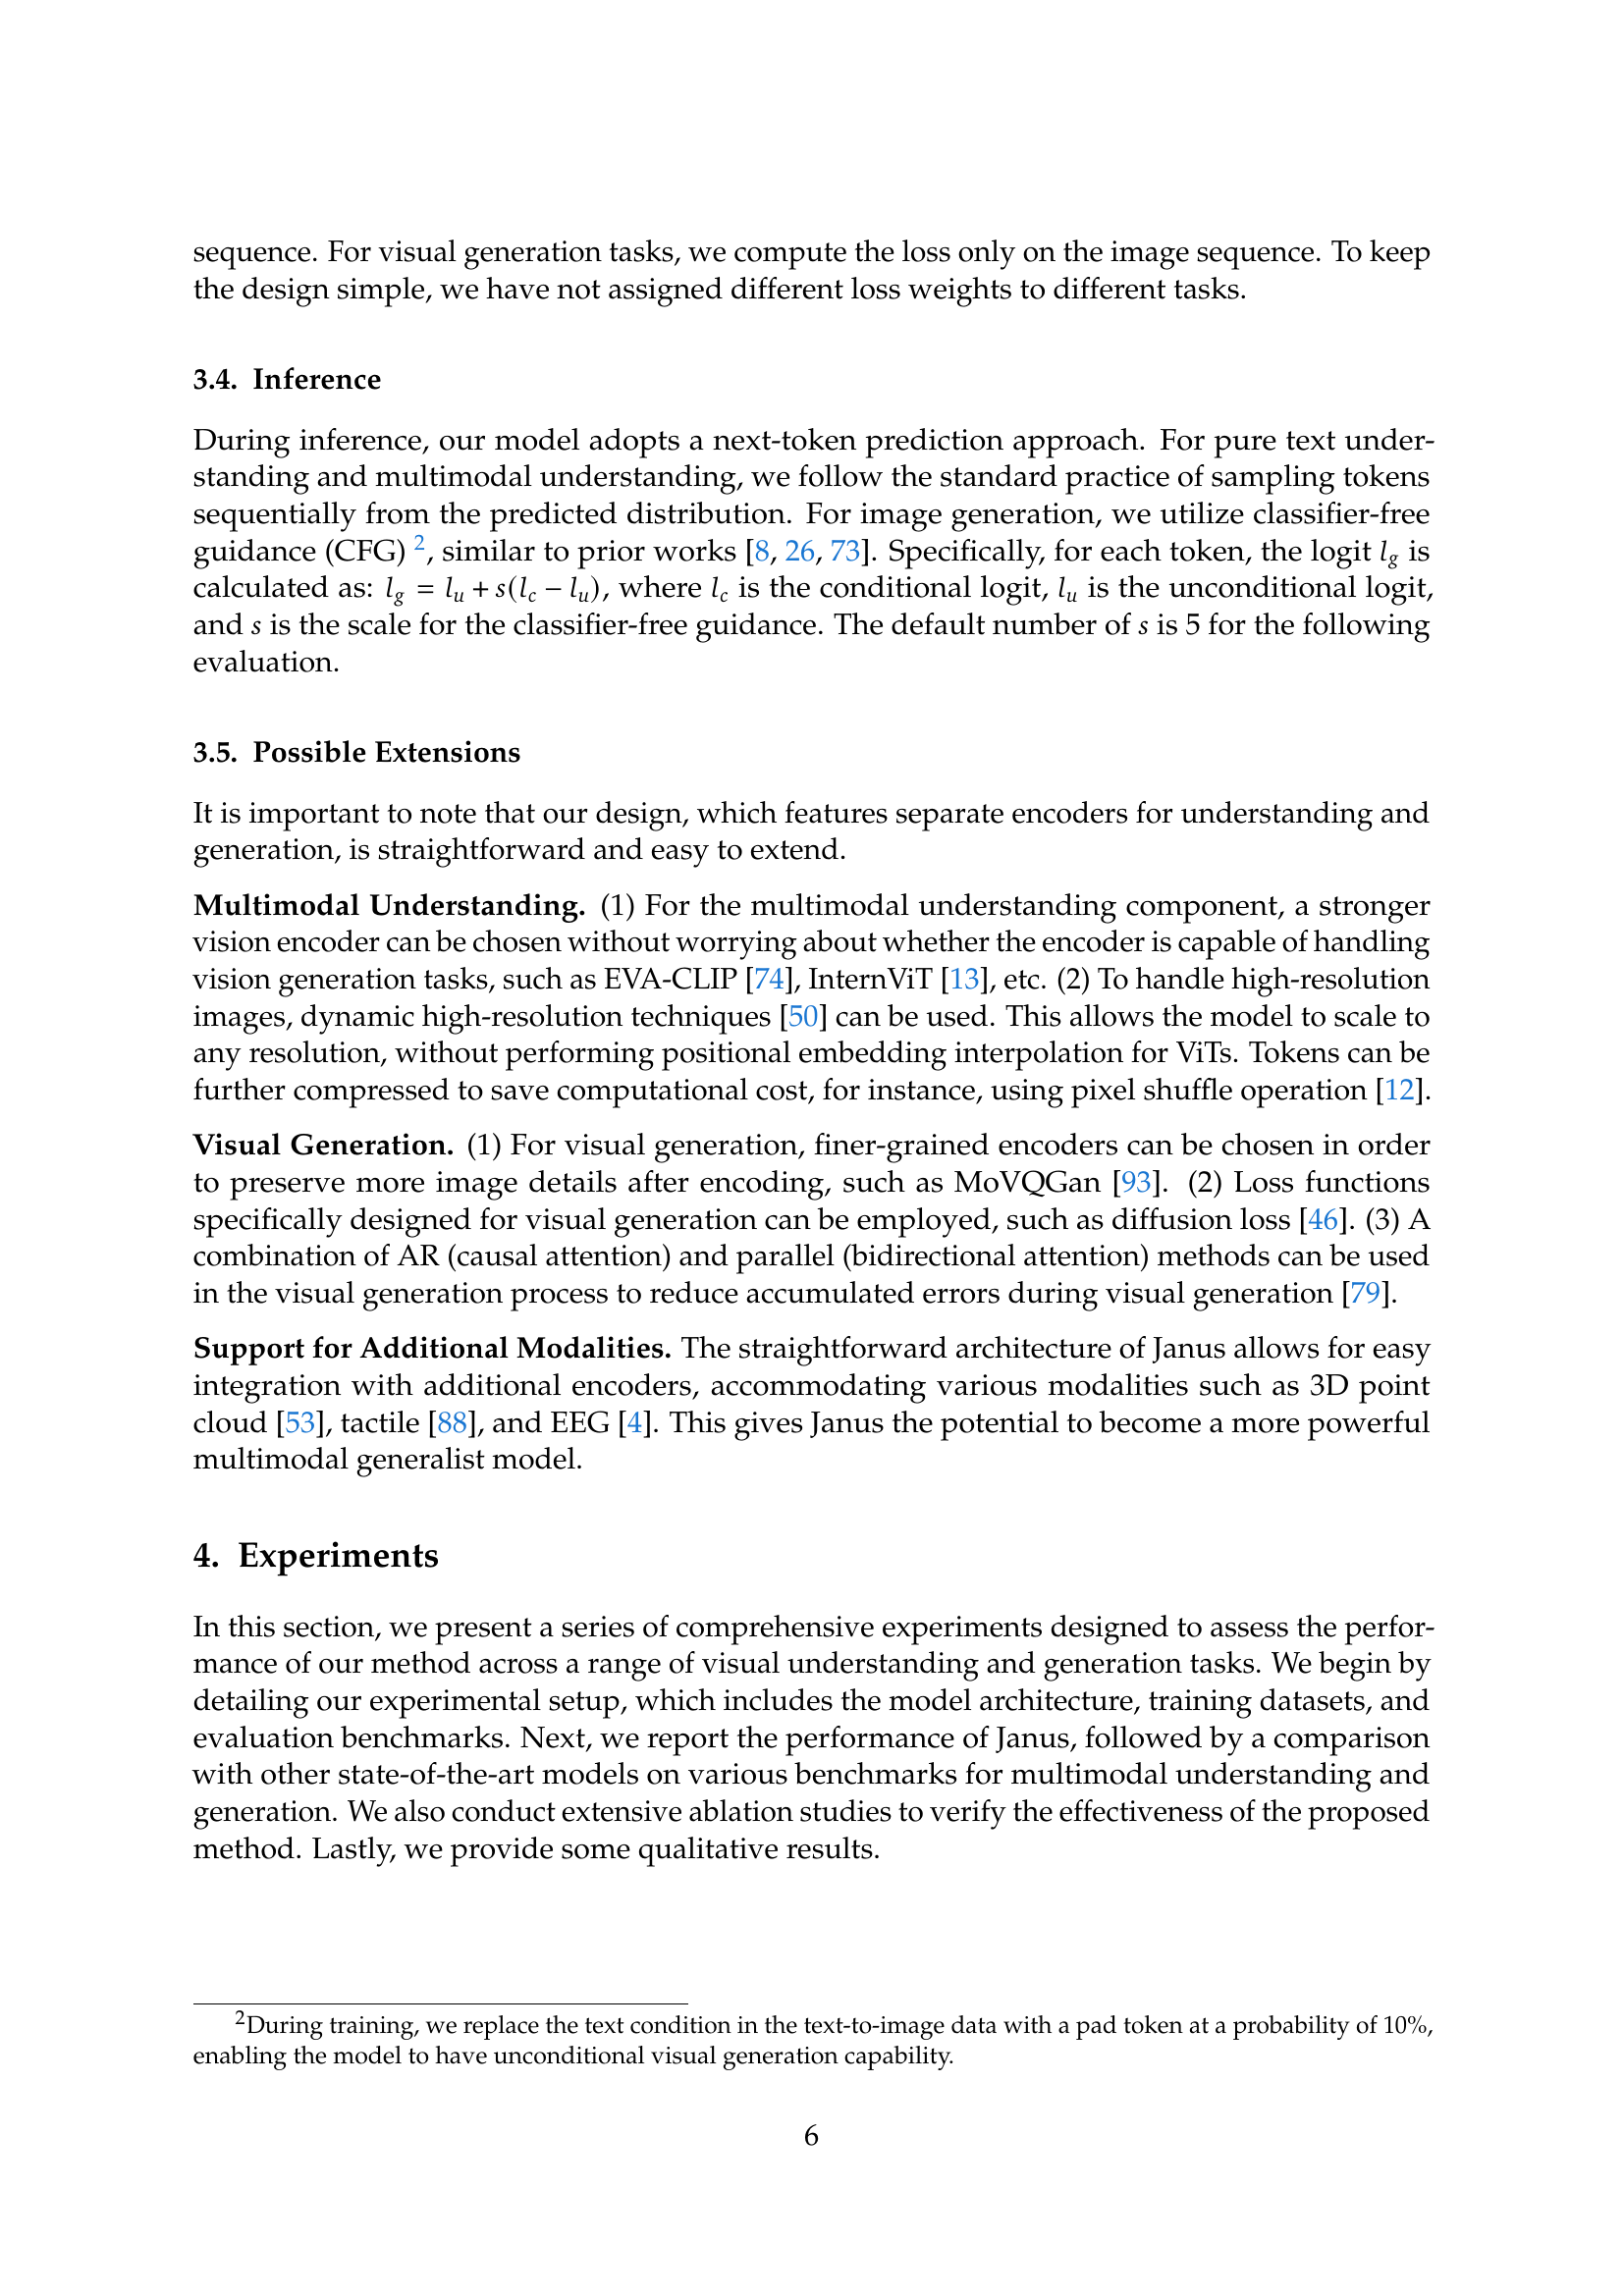 sequence. For visual generation tasks, we compute the loss only on the image sequence. To keep
the design simple, we have not assigned different loss weights to different tasks.
3.4. Inference
During inference, our model adopts a next-token prediction approach. For pure text under-
standing and multimodal understanding, we follow the standard practice of sampling tokens
sequentially from the predicted distribution. For image generation, we utilize classifier-free
guidance (CFG) ², similar to prior works [8, 26, 73]. Specifically, for each token, the logit l_g is
calculated as: l_g = l_u + s(l_c − l_u), where l_c is the conditional logit, l_u is the unconditional logit,
and s is the scale for the classifier-free guidance. The default number of s is 5 for the following
evaluation.
3.5. Possible Extensions
It is important to note that our design, which features separate encoders for understanding and
generation, is straightforward and easy to extend.
Multimodal Understanding. (1) For the multimodal understanding component, a stronger
vision encoder can be chosen without worrying about whether the encoder is capable of handling
vision generation tasks, such as EVA-CLIP [74], InternViT [13], etc. (2) To handle high-resolution
images, dynamic high-resolution techniques [50] can be used. This allows the model to scale to
any resolution, without performing positional embedding interpolation for ViTs. Tokens can be
further compressed to save computational cost, for instance, using pixel shuffle operation [12].
Visual Generation. (1) For visual generation, finer-grained encoders can be chosen in order
to preserve more image details after encoding, such as MoVQGan [93]. (2) Loss functions
specifically designed for visual generation can be employed, such as diffusion loss [46]. (3) A
combination of AR (causal attention) and parallel (bidirectional attention) methods can be used
in the visual generation process to reduce accumulated errors during visual generation [79].
Support for Additional Modalities. The straightforward architecture of Janus allows for easy
integration with additional encoders, accommodating various modalities such as 3D point
cloud [53], tactile [88], and EEG [4]. This gives Janus the potential to become a more powerful
multimodal generalist model.
4. Experiments
In this section, we present a series of comprehensive experiments designed to assess the perfor-
mance of our method across a range of visual understanding and generation tasks. We begin by
detailing our experimental setup, which includes the model architecture, training datasets, and
evaluation benchmarks. Next, we report the performance of Janus, followed by a comparison
with other state-of-the-art models on various benchmarks for multimodal understanding and
generation. We also conduct extensive ablation studies to verify the effectiveness of the proposed
method. Lastly, we provide some qualitative results.
²During training, we replace the text condition in the text-to-image data with a pad token at a probability of 10%,
enabling the model to have unconditional visual generation capability.
6